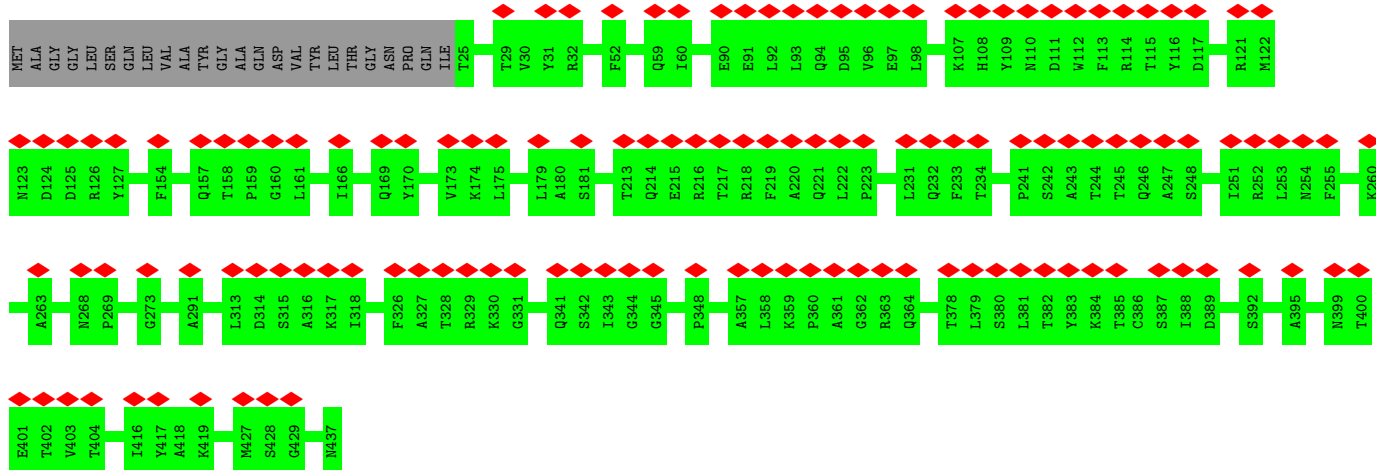 MET ALA GLY GLY LEU SER GLN LEU VAL ALA TYR GLY ALA GLN ASP VAL TYR LEU THR GLY ASN PRO GLN ILE T25 T29 V30 Y31 R32 F52 Q59 I60 E90 E91 L92 L93 Q94 D95 V96 E97 L98 K107 H108 Y109 N110 D111 W112 F113 R114 T115 Y116 D117 R121 M122
N123 D124 D125 R126 Y127 F154 Q157 T158 P159 G160 L161 I166 Q169 Y170 V173 K174 L175 L179 A180 S181 T213 Q214 E215 R216 T217 R218 F219 A220 Q221 L222 P223 L231 Q232 F233 T234 P241 S242 A243 T244 T245 Q246 A247 S248 I251 R252 L253 N254 F255 K260
A263 N268 P269 G273 A291 L313 D314 S315 A316 K317 I318 F326 A327 T328 R329 K330 G331 Q341 S342 I343 G344 G345 P348 A357 L358 K359 P360 A361 G362 R363 Q364 T378 L379 S380 L381 T382 Y383 K384 T385 C386 S387 I388 D389 S392 A395 N399 T400
E401 T402 V403 T404 I416 Y417 A418 K419 M427 S428 G429 N437